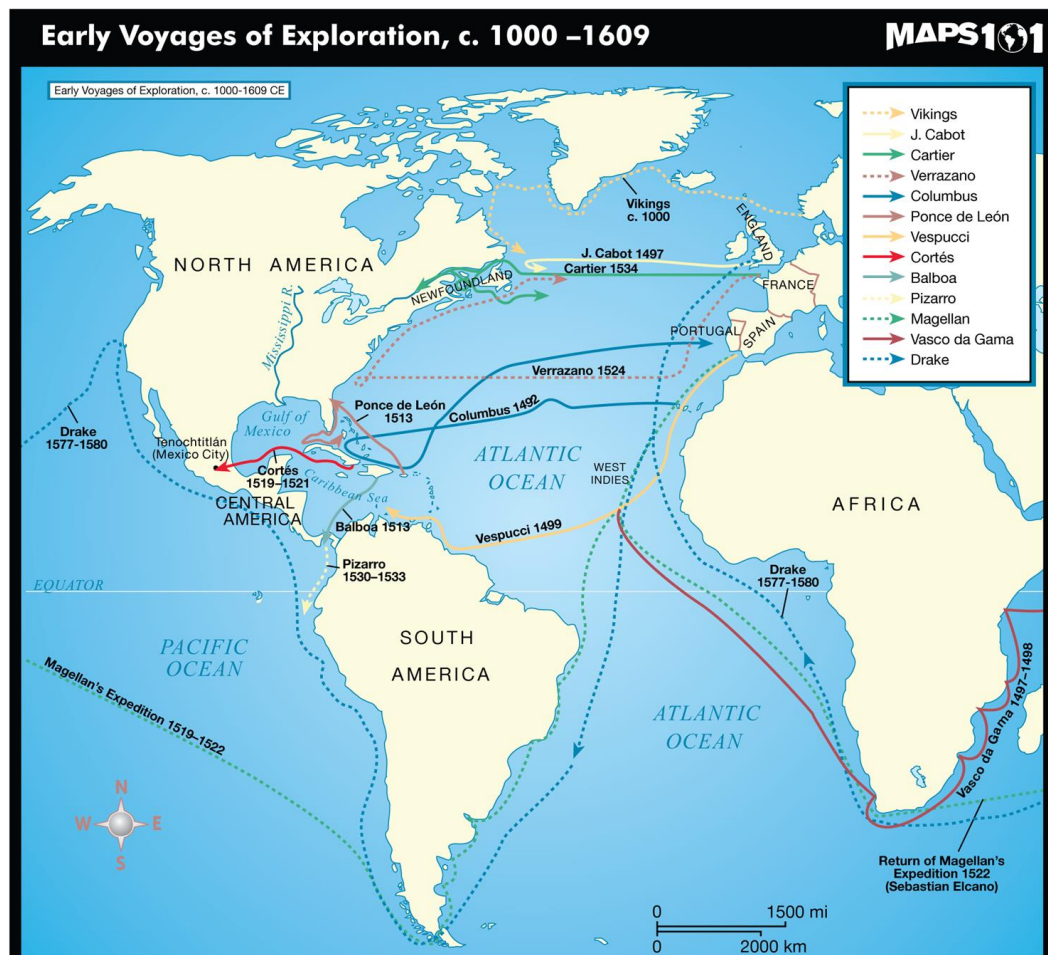 Early Voyages of Exploration, c. 1000 –1609
MAPS101
Early Voyages of Exploration, c. 1000-1609 CE
Vikings
J. Cabot
Cartier
Verrazano
Columbus
Ponce de León
Vespucci
Cortés
Balboa
Pizarro
Magellan
Vasco da Gama
Drake
Vikings
c. 1000
ENGLAND
J. Cabot 1497
Cartier 1534
NORTH AMERICA
NEWFOUNDLAND
FRANCE
Mississippi R.
PORTUGAL
SPAIN
Verrazano 1524
Ponce de León
1513
Columbus 1492
Gulf of
Mexico
Drake
1577-1580
Tenochtitlán
(Mexico City)
Cortés
1519–1521
Caribbean Sea
ATLANTIC
OCEAN
WEST
INDIES
CENTRAL
AMERICA
AFRICA
Balboa 1513
Vespucci 1499
Pizarro
1530–1533
Drake
1577-1580
EQUATOR
SOUTH
AMERICA
PACIFIC
OCEAN
Magellan's Expedition 1519–1522
ATLANTIC
OCEAN
Vasco da Gama 1497–1498
N
W
E
S
Return of Magellan's
Expedition 1522
(Sebastian Elcano)
0
1500 mi
0
2000 km